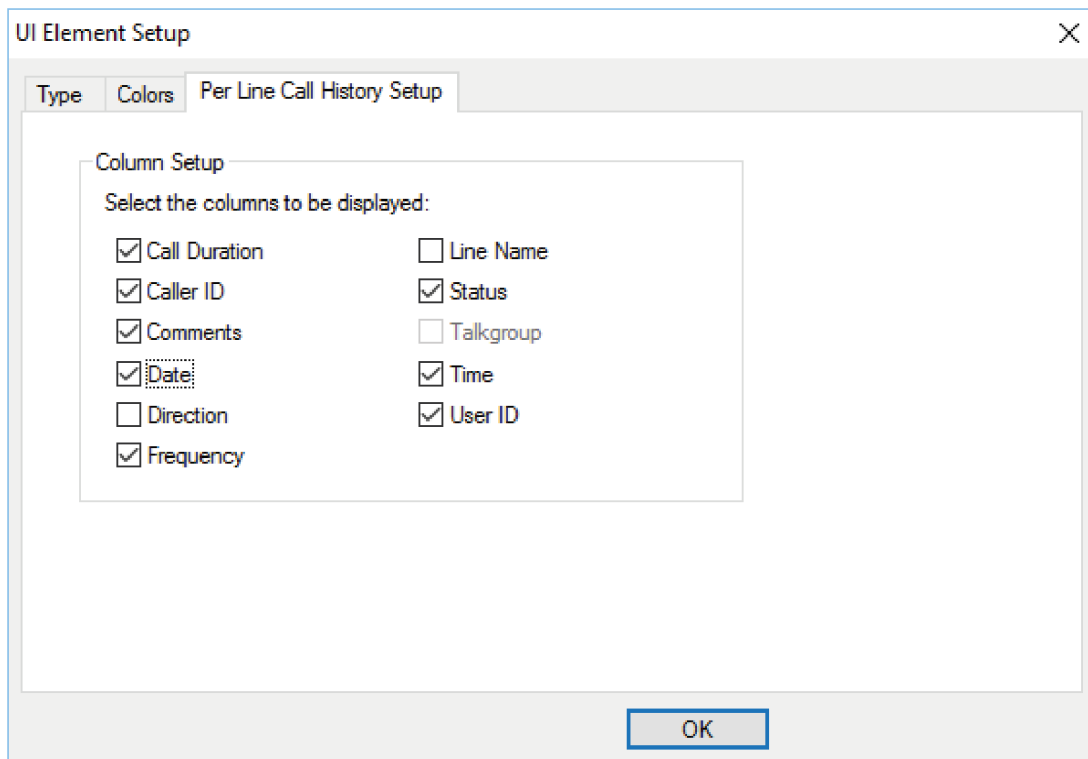 UI Element Setup
Type Colors Per Line Call History Setup
Column Setup
Select the columns to be displayed:
Call Duration
Caller ID
Comments
Date
Direction
Frequency
Line Name
Status
Talkgroup
Time
User ID
OK